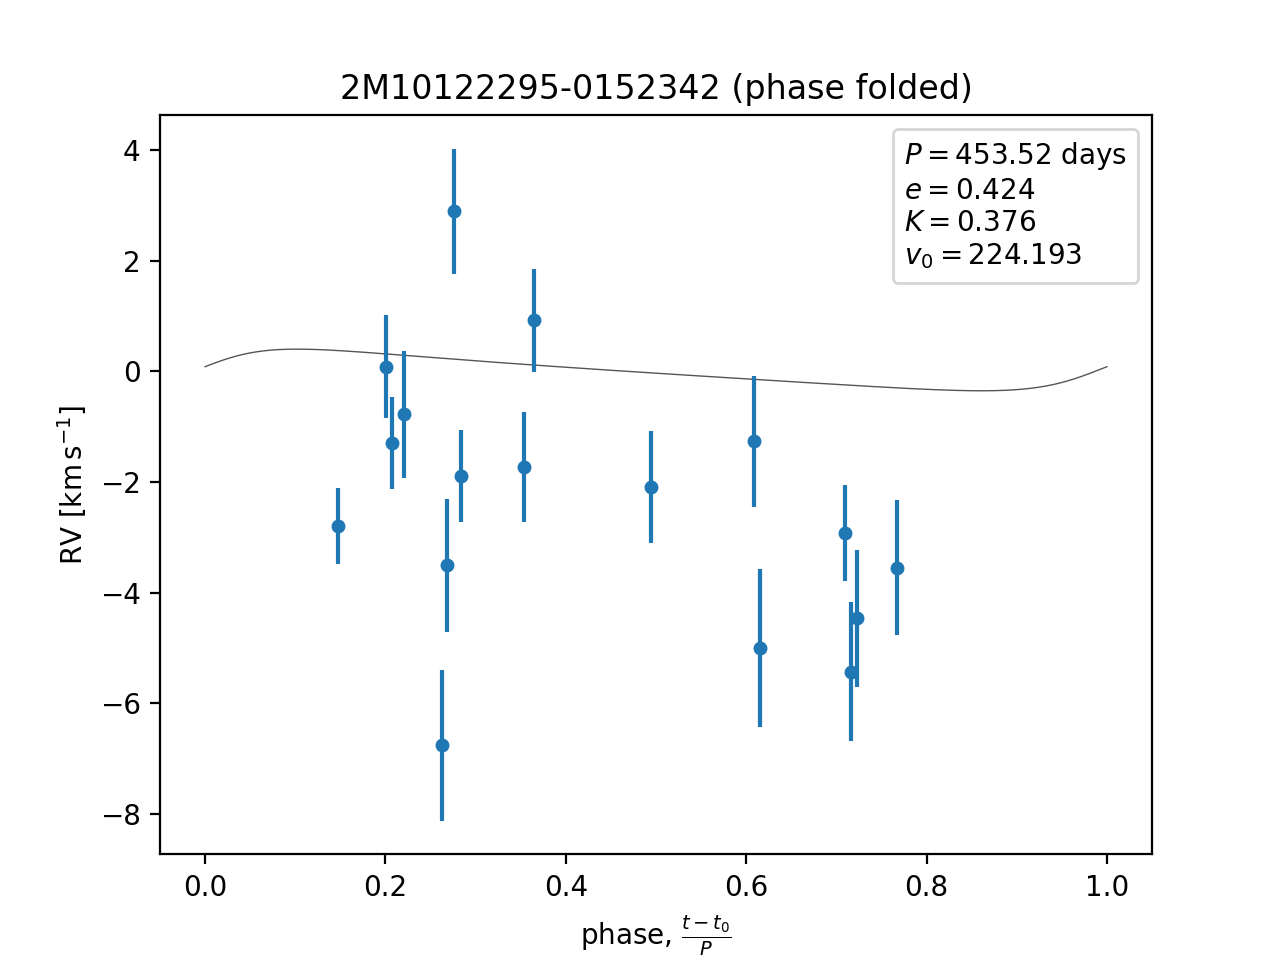 2M10122295-0152342 (phase folded)
P = 453.52 days
e = 0.424
K = 0.376
v₀ = 224.193
4
2
0
−2
−4
−6
−8
RV [km s⁻¹]
0.0 0.2 0.4 0.6 0.8 1.0
phase, (t − t₀)/P